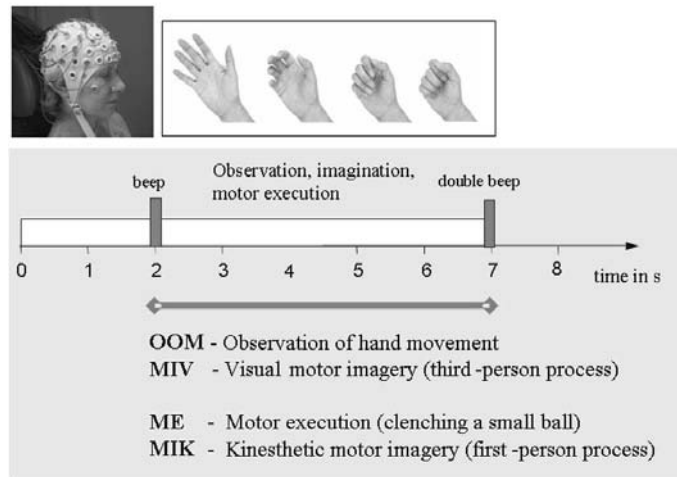 Observation, imagination,
beep
double beep
motor execution
0 1 2 3 4 5 6 7 8 time in s
OOM - Observation of hand movement
MIV - Visual motor imagery (third -person process)
ME - Motor execution (clenching a small ball)
MIK - Kinesthetic motor imagery (first -person process)